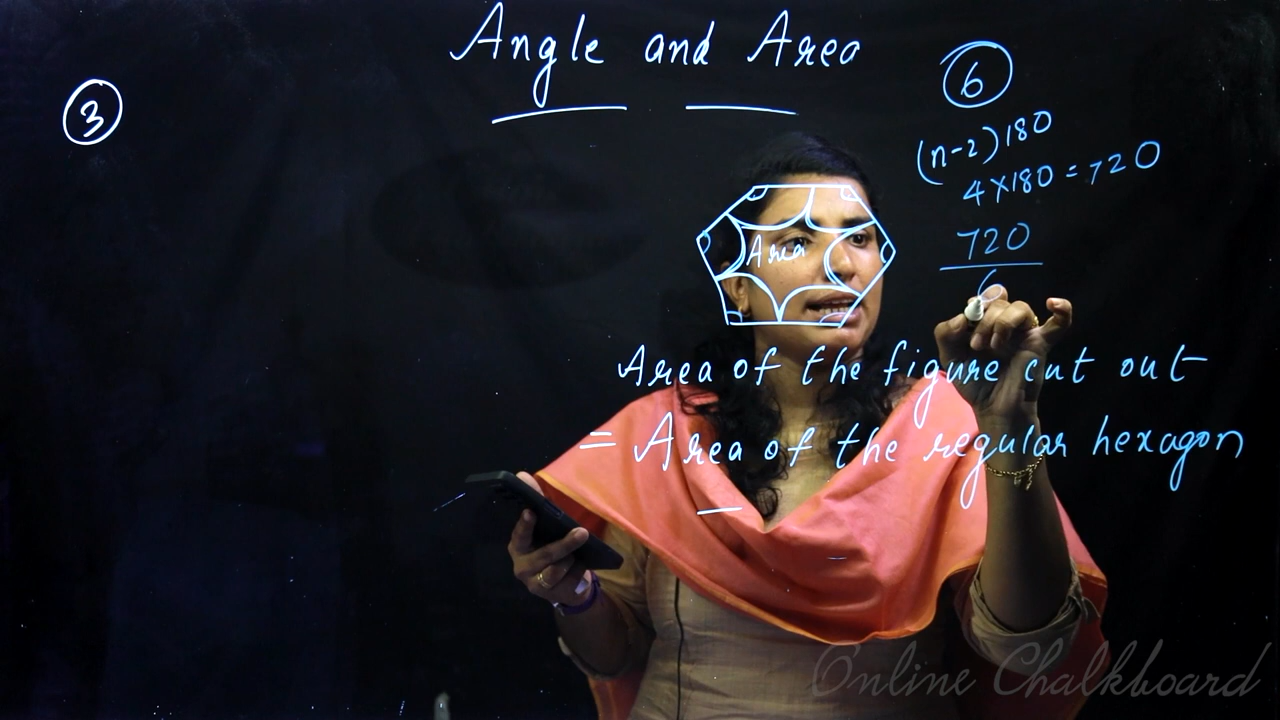 Angle and Area
3
6
(n-2)180
4×180 = 720
720
6
Area
Area of the figure cut out
= Area of the regular hexagon
–
Online Chalkboard